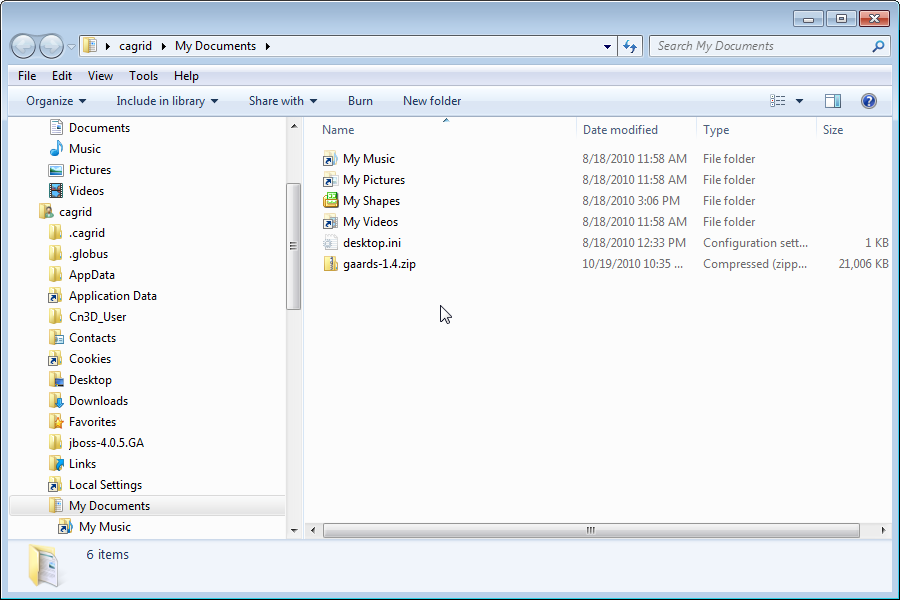 cagrid My Documents
Search My Documents
File Edit View Tools Help
Organize Include in library Share with Burn New folder
Documents
Music
Pictures
Videos
cagrid
.cagrid
.globus
AppData
Application Data
Cn3D_User
Contacts
Cookies
Desktop
Downloads
Favorites
jboss-4.0.5.GA
Links
Local Settings
My Documents
My Music
Name Date modified Type Size
My Music 8/18/2010 11:58 AM File folder
My Pictures 8/18/2010 11:58 AM File folder
My Shapes 8/18/2010 3:06 PM File folder
My Videos 8/18/2010 11:58 AM File folder
desktop.ini 8/18/2010 12:33 PM Configuration sett... 1 KB
gaards-1.4.zip 10/19/2010 10:35 ... Compressed (zipp... 21,006 KB
6 items